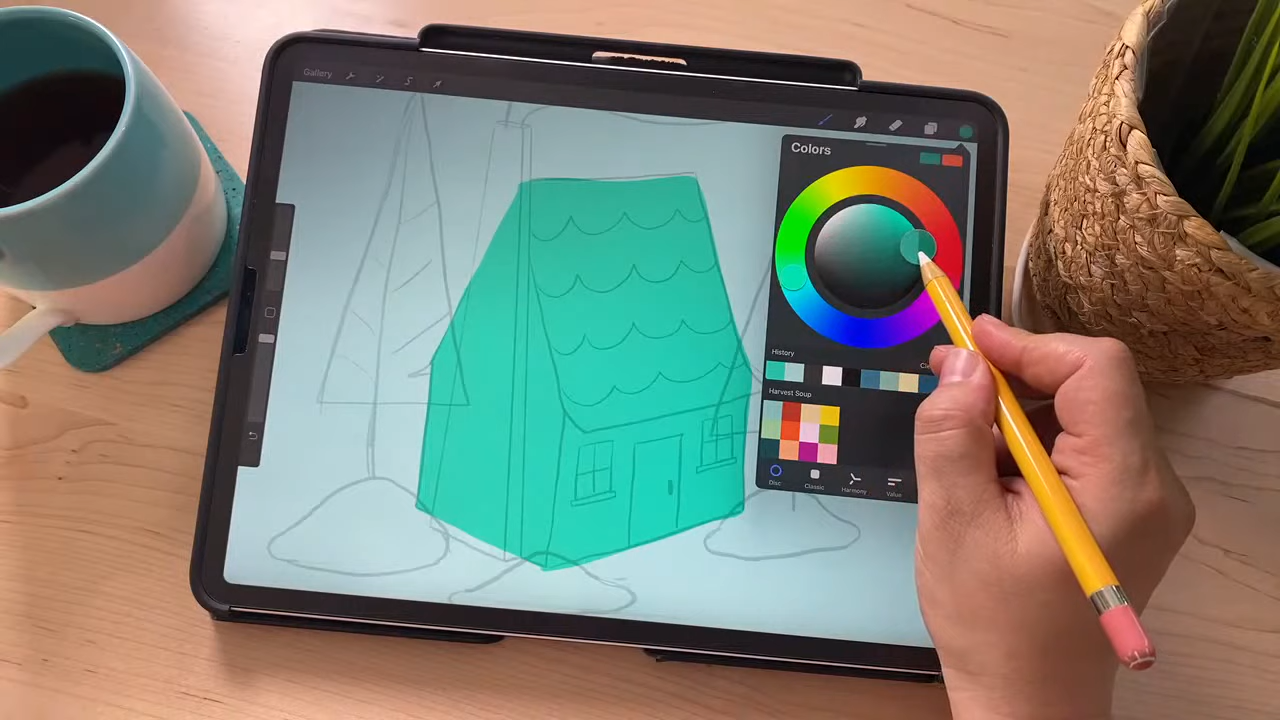 Gallery
Colors
History
Harvest Soup
Disc
Classic
Harmony
Value